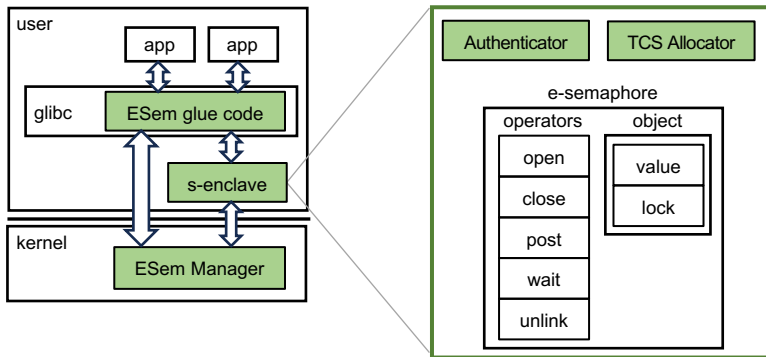 user
app
app
glibc
ESem glue code
s-enclave
kernel
ESem Manager
Authenticator
TCS Allocator
e-semaphore
operators
object
open
close
post
wait
unlink
value
lock